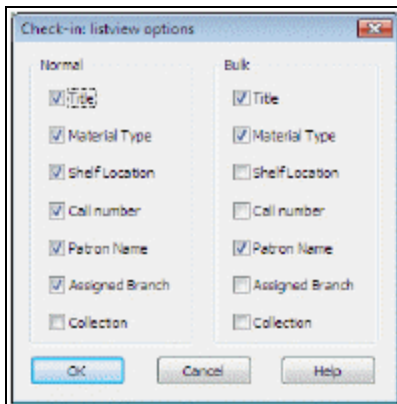 Check-in: listview options
Normal
Title
Material Type
Shelf Location
Call number
Patron Name
Assigned Branch
Collection
Bulk
Title
Material Type
Shelf Location
Call number
Patron Name
Assigned Branch
Collection
OK
Cancel
Help